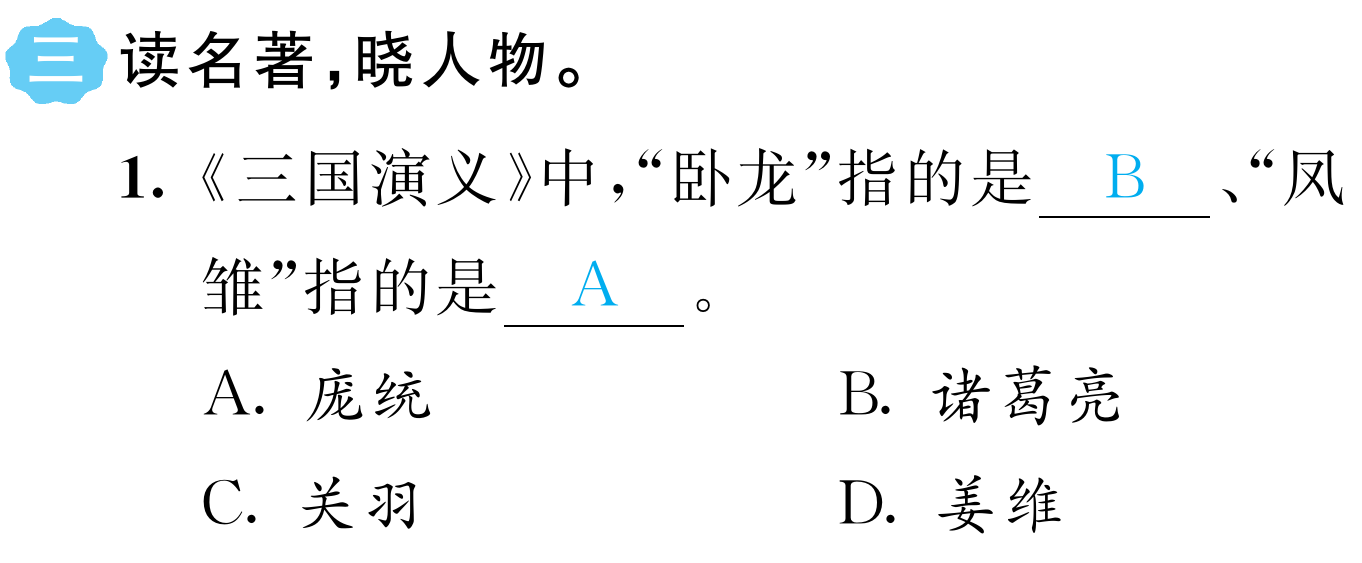 三 读名著,晓人物。
1.《三国演义》中,“卧龙”指的是 B 、“凤
雏”指的是 A 。
A. 庞统 B. 诸葛亮
C. 关羽 D. 姜维